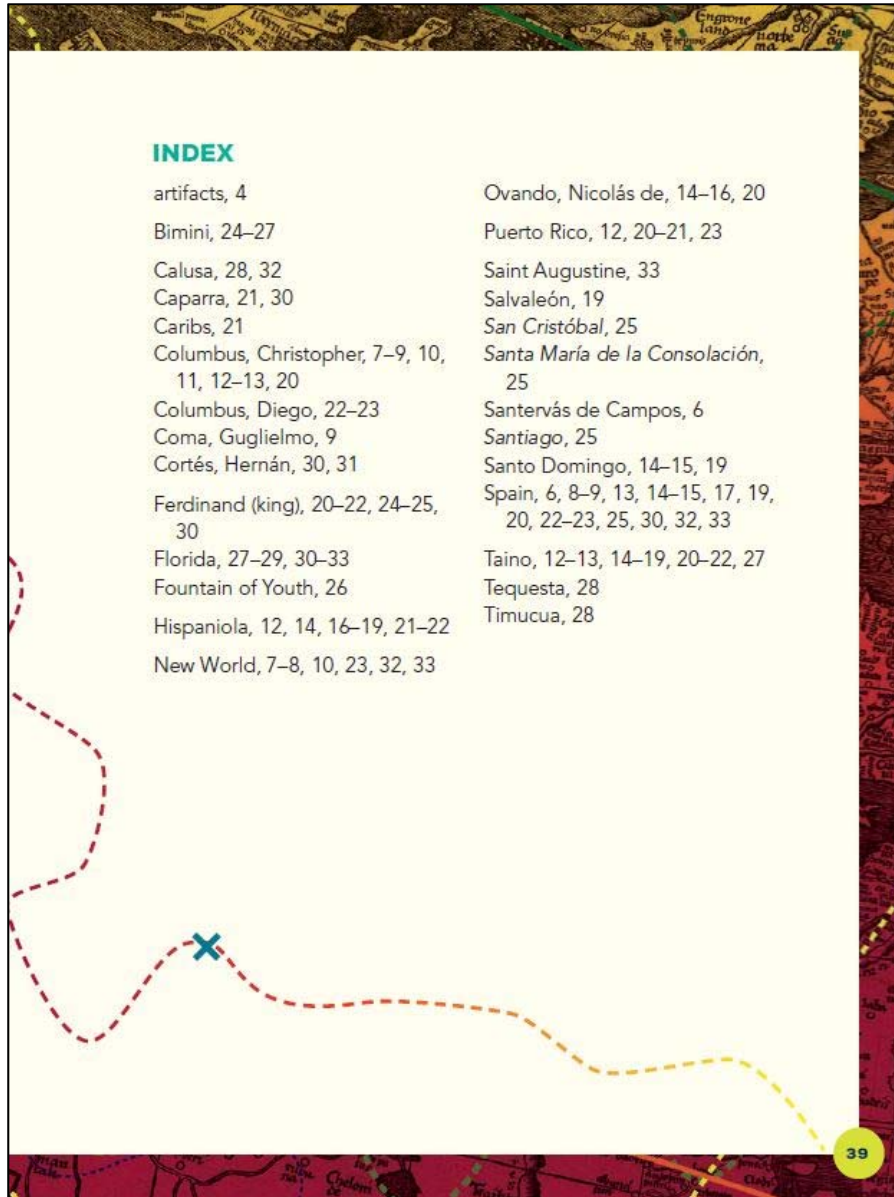 Engrone
land
INDEX
artifacts, 4
Bimini, 24–27
Calusa, 28, 32
Caparra, 21, 30
Caribs, 21
Columbus, Christopher, 7–9, 10,
11, 12–13, 20
Columbus, Diego, 22–23
Coma, Guglielmo, 9
Cortés, Hernán, 30, 31
Ferdinand (king), 20–22, 24–25,
30
Florida, 27–29, 30–33
Fountain of Youth, 26
Hispaniola, 12, 14, 16–19, 21–22
New World, 7–8, 10, 23, 32, 33
Ovando, Nicolás de, 14–16, 20
Puerto Rico, 12, 20–21, 23
Saint Augustine, 33
Salvaleón, 19
San Cristóbal, 25
Santa María de la Consolación,
25
Santervás de Campos, 6
Santiago, 25
Santo Domingo, 14–15, 19
Spain, 6, 8–9, 13, 14–15, 17, 19,
20, 22–23, 25, 30, 32, 33
Taino, 12–13, 14–19, 20–22, 27
Tequesta, 28
Timucua, 28
39